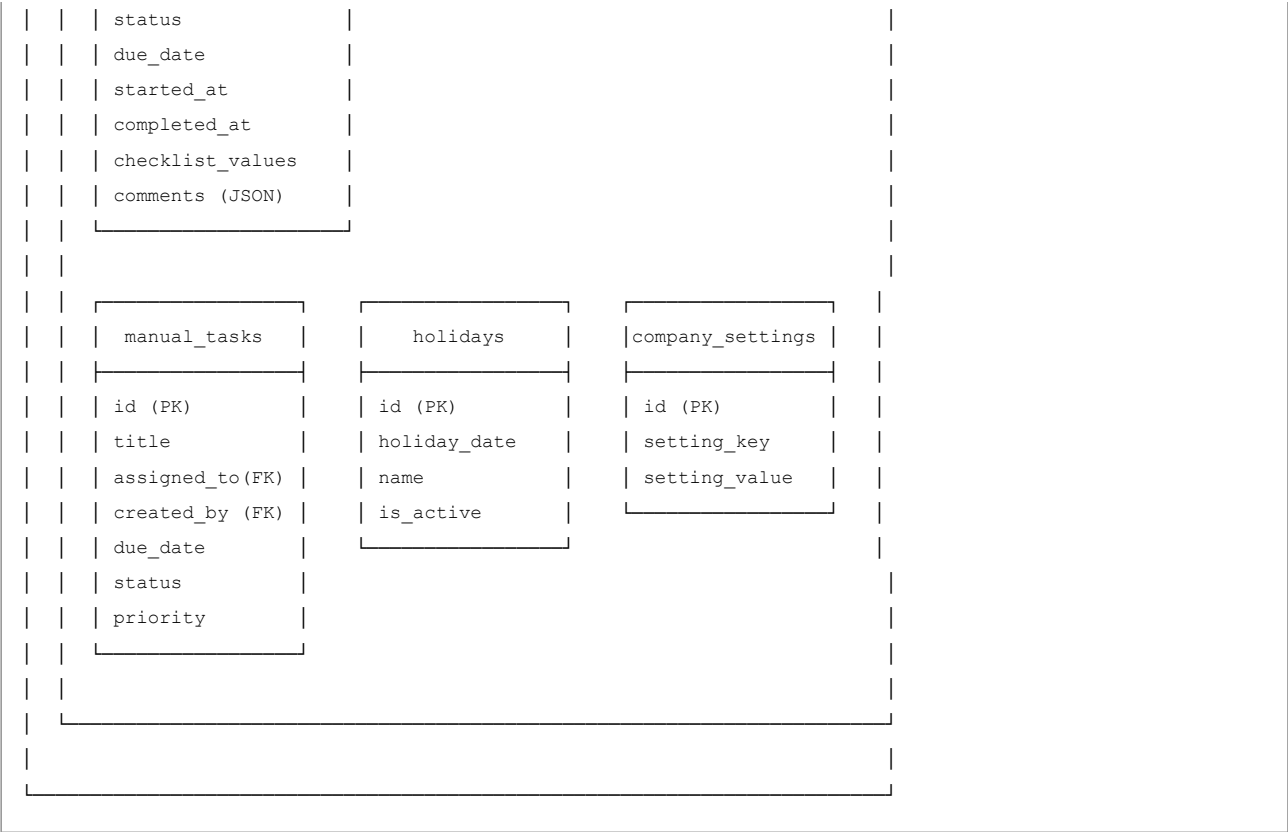 status
due_date
started_at
completed_at
checklist_values
comments (JSON)
manual_tasks holidays company_settings
id (PK) id (PK) id (PK)
title holiday_date setting_key
assigned_to(FK) name setting_value
created_by (FK) is_active
due_date
status
priority